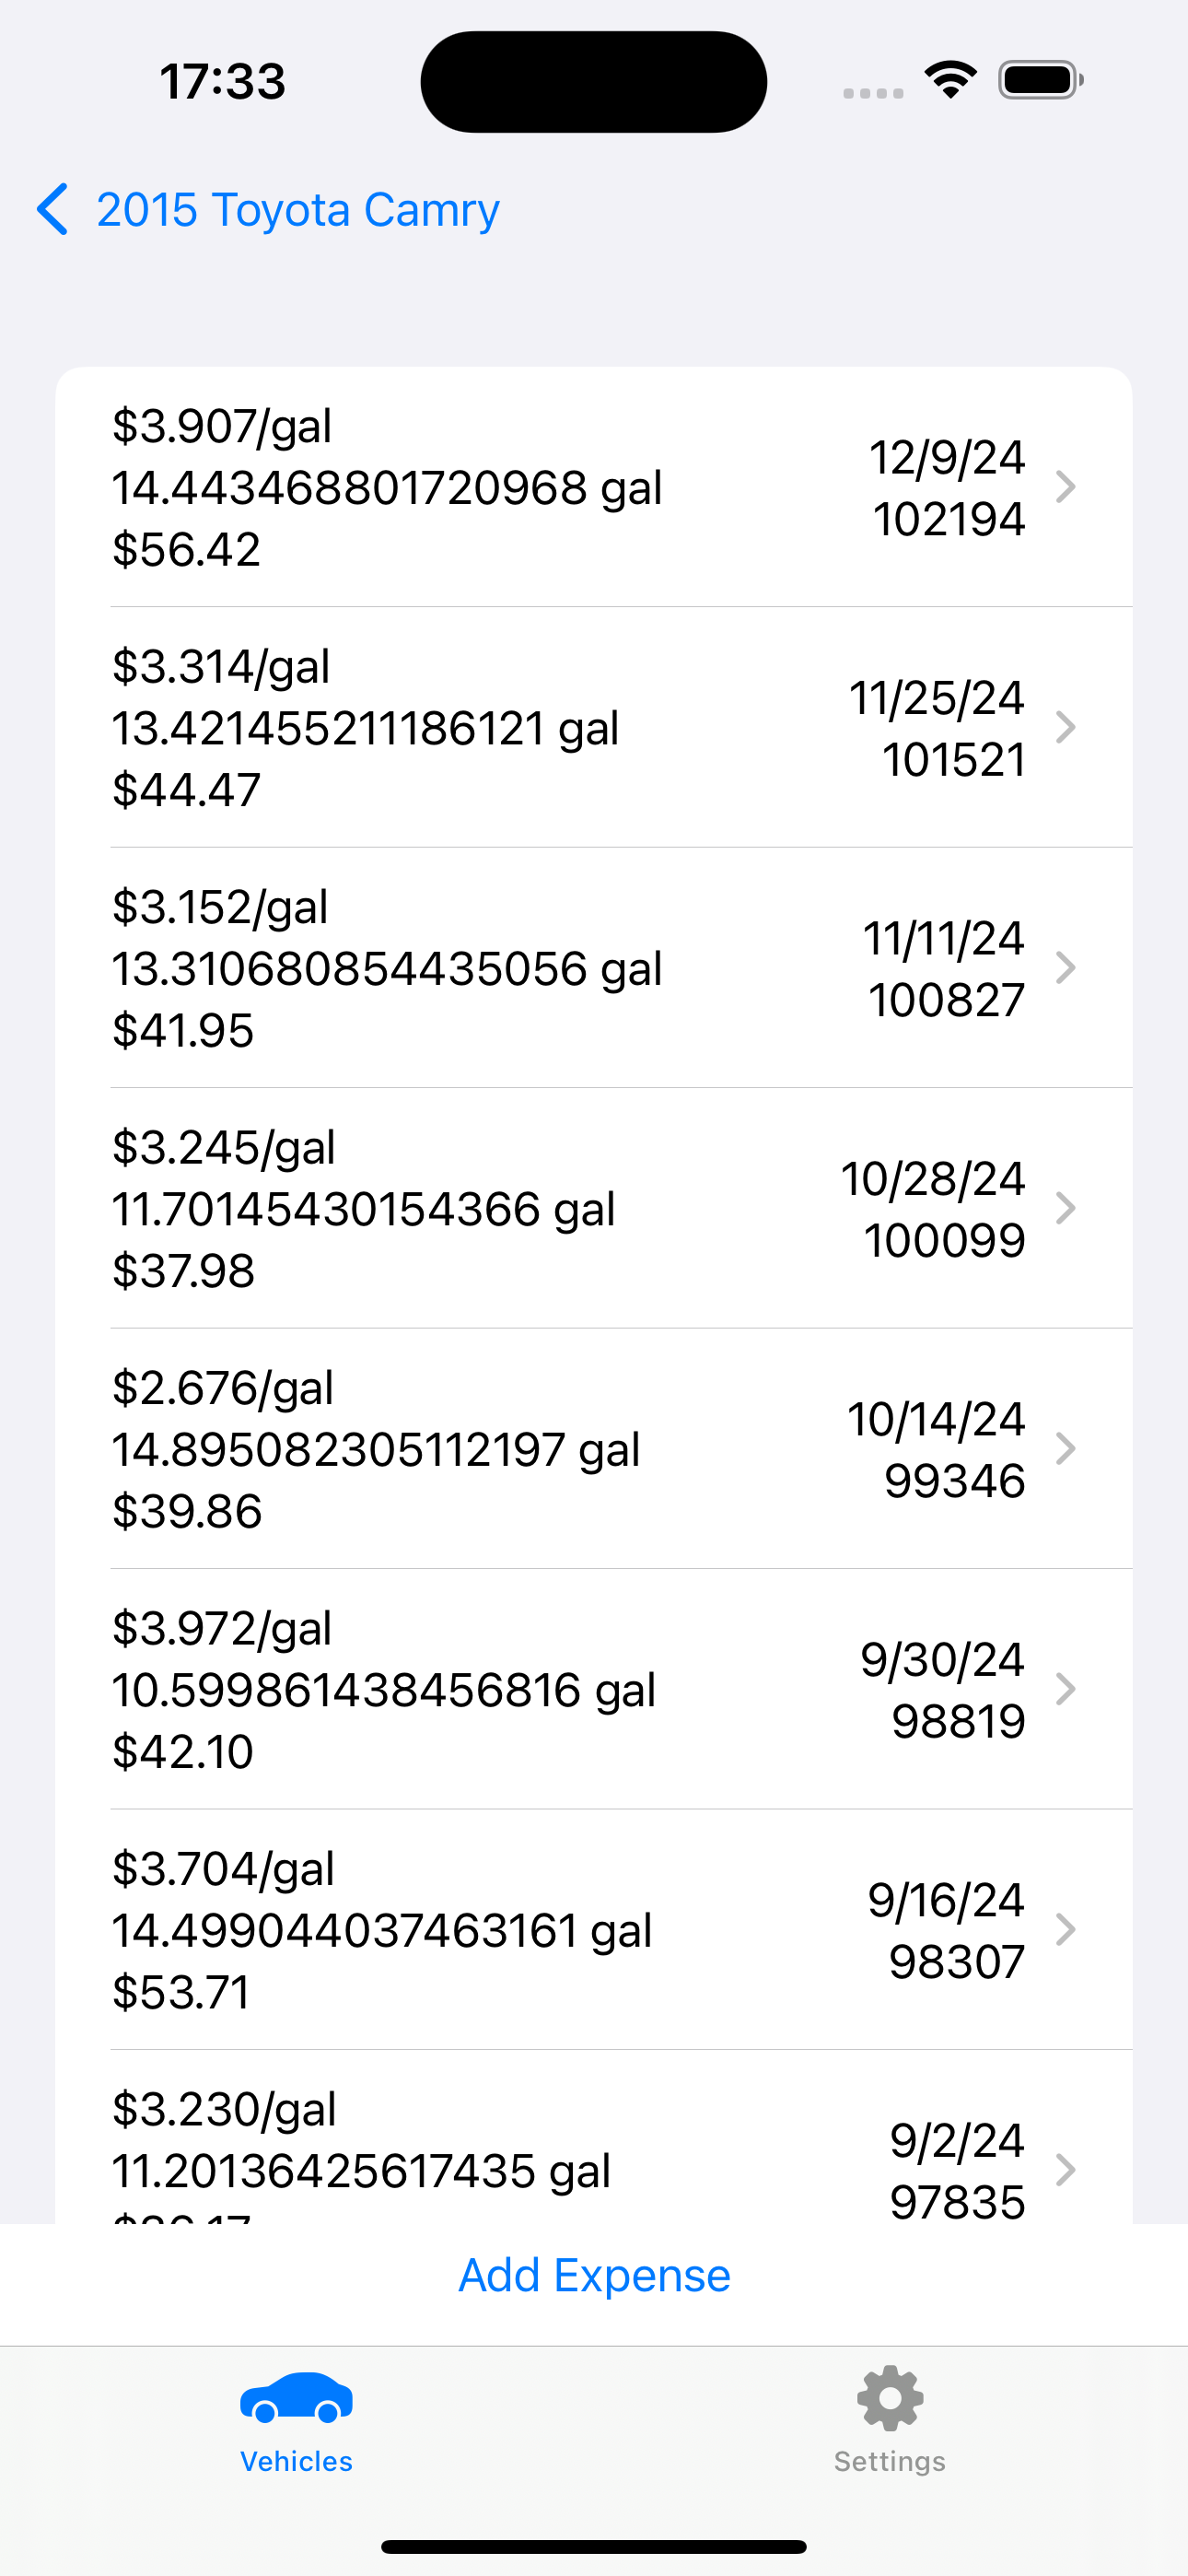 17:33
2015 Toyota Camry
$3.907/gal
14.443468801720968 gal
$56.42
12/9/24
102194
$3.314/gal
13.421455211186121 gal
$44.47
11/25/24
101521
$3.152/gal
13.310680854435056 gal
$41.95
11/11/24
100827
$3.245/gal
11.70145430154366 gal
$37.98
10/28/24
100099
$2.676/gal
14.895082305112197 gal
$39.86
10/14/24
99346
$3.972/gal
10.599861438456816 gal
$42.10
9/30/24
98819
$3.704/gal
14.499044037463161 gal
$53.71
9/16/24
98307
$3.230/gal
11.20136425617435 gal
9/2/24
97835
Add Expense
Vehicles
Settings